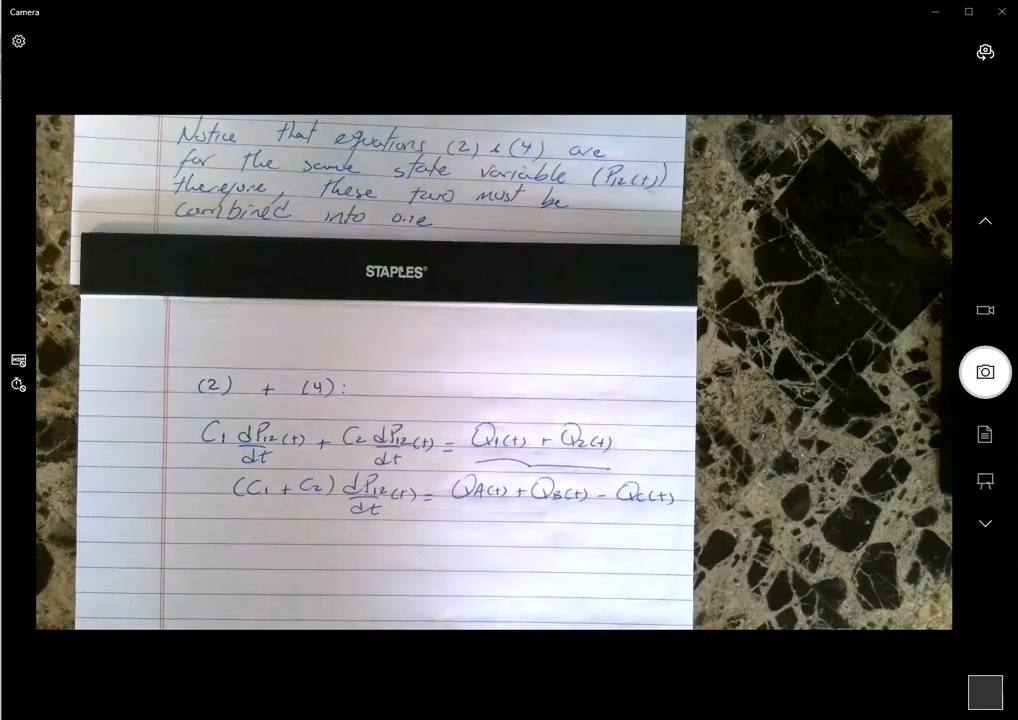 Camera
Notice that equations (2) & (4) are
for the same state variable (P12(t))
therefore, these two must be
combined into one
STAPLES®
(2) + (4):
C1 dP12(t)/dt + C2 dP12(t)/dt = Q1(t) + Q2(t)
(C1 + C2) dP12(t)/dt = QA(t) + QB(t) - QC(t)